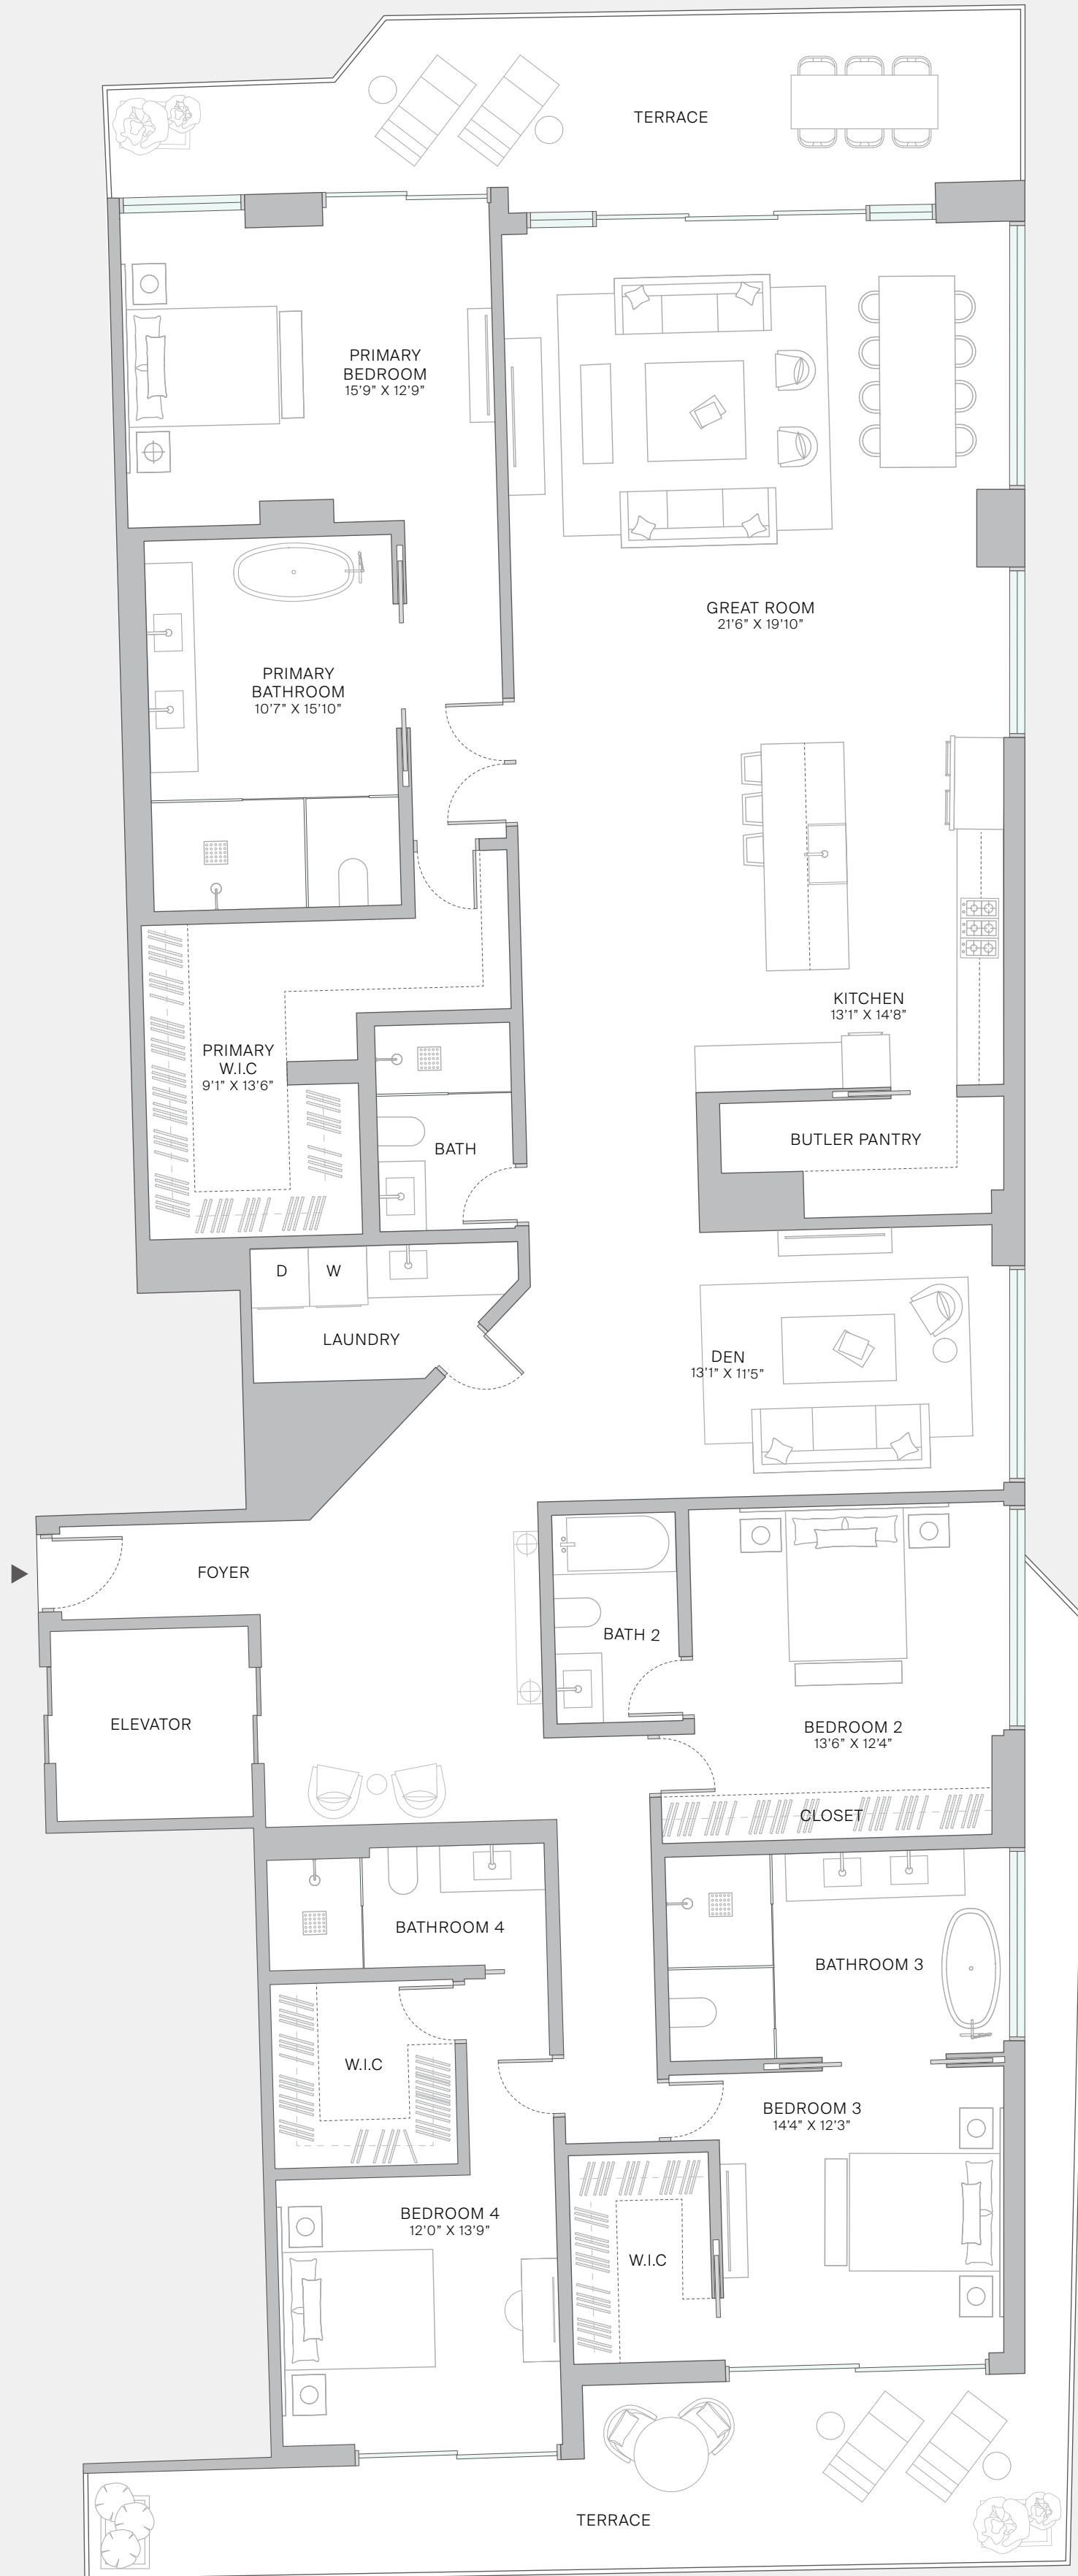 TERRACE
PRIMARY
BEDROOM
15'9" X 12'9"
GREAT ROOM
21'6" X 19'10"
PRIMARY
BATHROOM
10'7" X 15'10"
KITCHEN
13'1" X 14'8"
PRIMARY
W.I.C
9'1" X 13'6"
BATH
BUTLER PANTRY
D
W
LAUNDRY
DEN
13'1" X 11'5"
FOYER
BATH 2
ELEVATOR
BEDROOM 2
13'6" X 12'4"
CLOSET
BATHROOM 4
BATHROOM 3
W.I.C
BEDROOM 3
14'4" X 12'3"
BEDROOM 4
12'0" X 13'9"
W.I.C
TERRACE